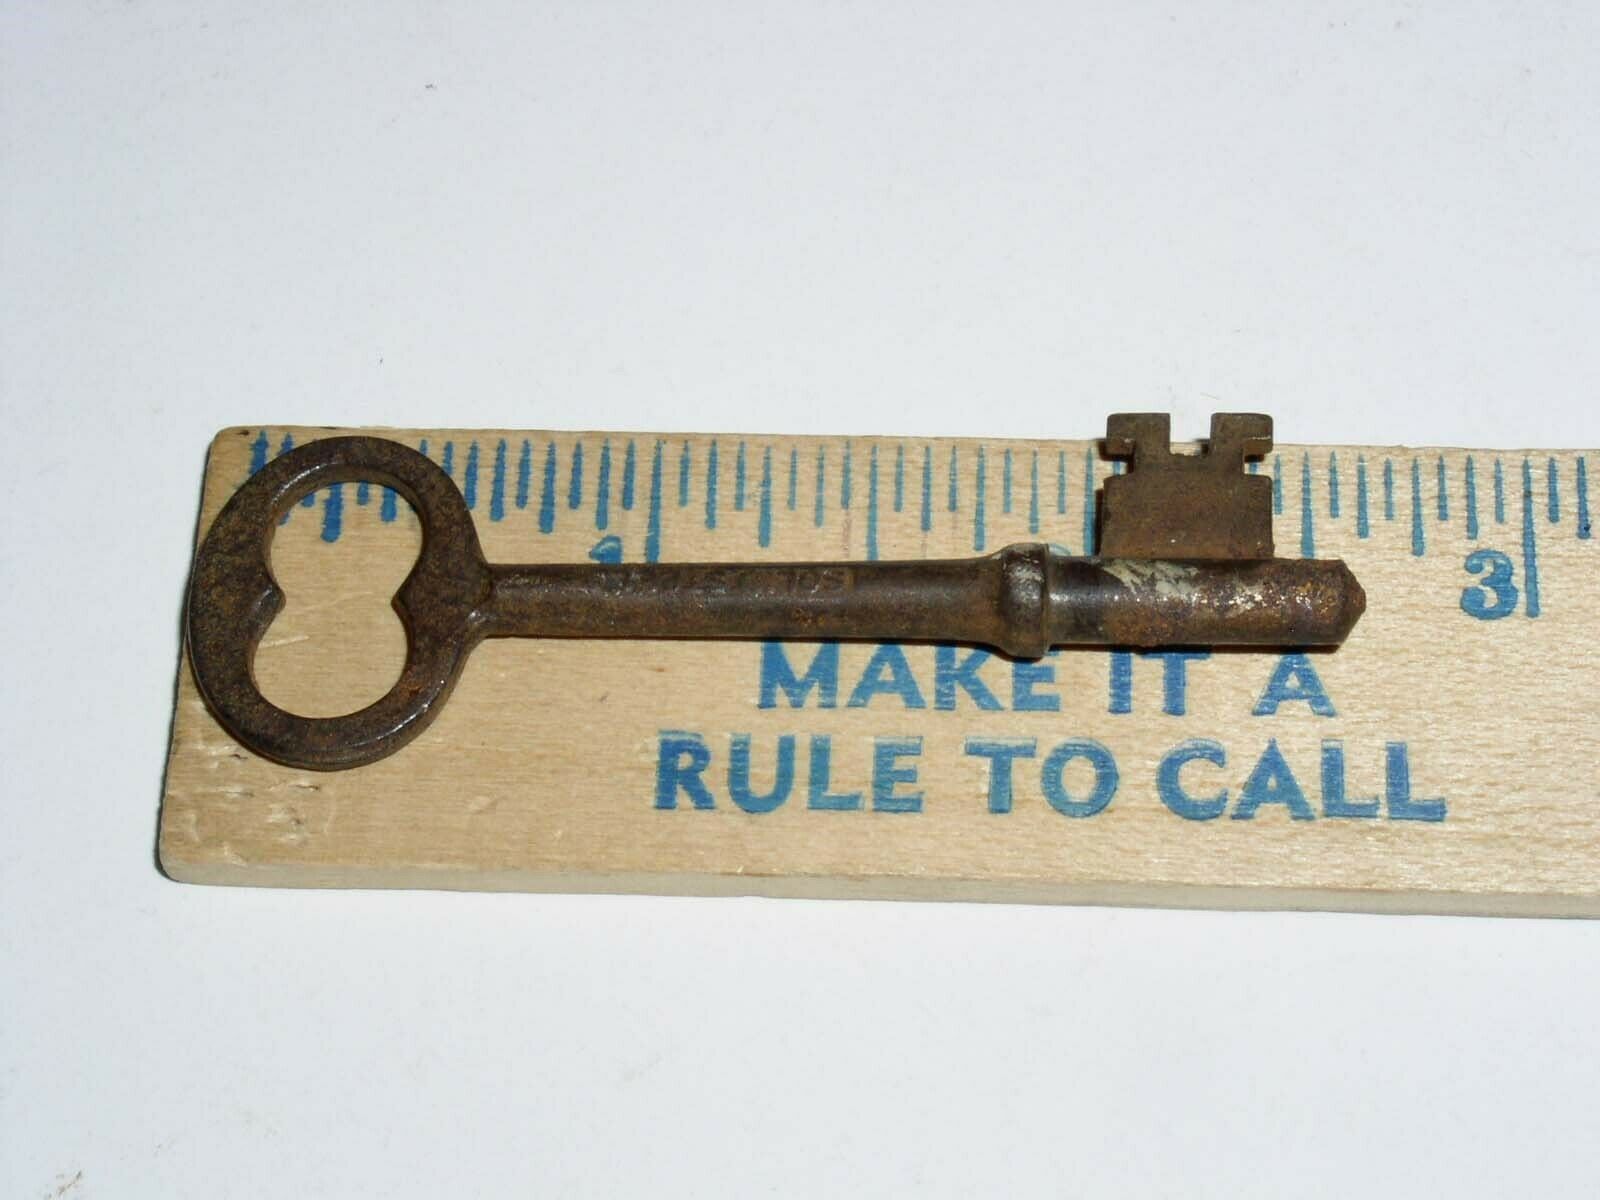 1 3
MAKE IT A
RULE TO CALL